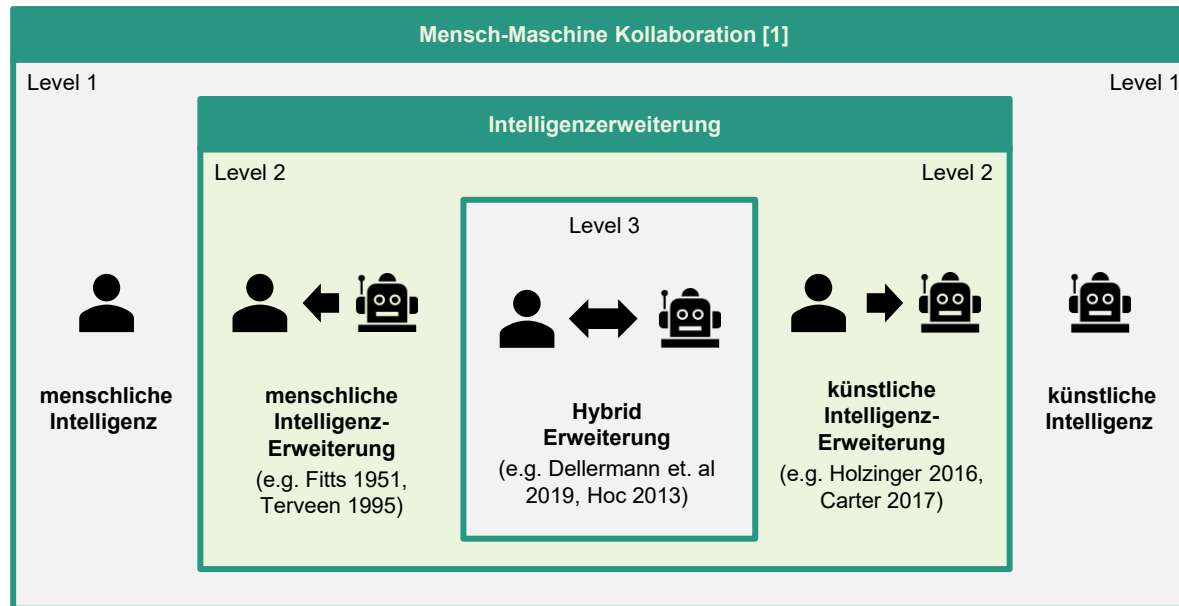 Mensch-Maschine Kollaboration [1]
Level 1
Level 1
Intelligenzerweiterung
Level 2
Level 2
Level 3
menschliche
Intelligenz
menschliche
Intelligenz-
Erweiterung
(e.g. Fitts 1951,
Terveen 1995)
Hybrid
Erweiterung
(e.g. Dellermann et. al
2019, Hoc 2013)
künstliche
Intelligenz-
Erweiterung
(e.g. Holzinger 2016,
Carter 2017)
künstliche
Intelligenz